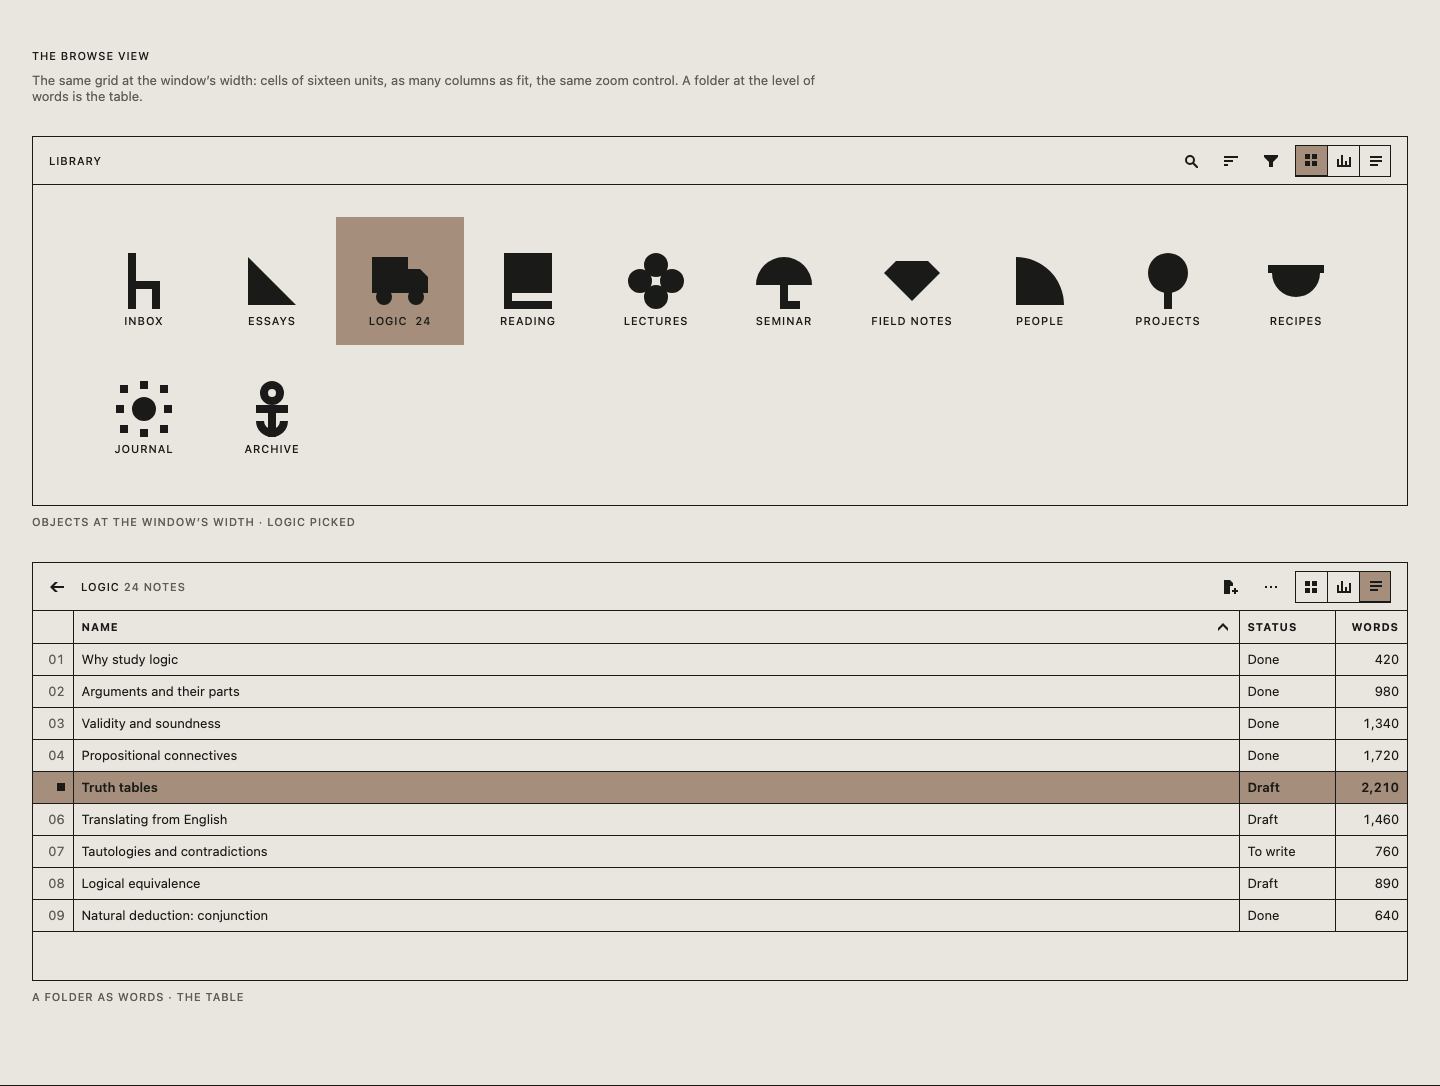 THE BROWSE VIEW
The same grid at the window’s width: cells of sixteen units, as many columns as fit, the same zoom control. A folder at the level of
words is the table.
LIBRARY
INBOX ESSAYS LOGIC 24 READING LECTURES SEMINAR FIELD NOTES PEOPLE PROJECTS RECIPES
JOURNAL ARCHIVE
OBJECTS AT THE WINDOW’S WIDTH · LOGIC PICKED
LOGIC 24 NOTES
NAME STATUS WORDS
01 Why study logic Done 420
02 Arguments and their parts Done 980
03 Validity and soundness Done 1,340
04 Propositional connectives Done 1,720
Truth tables Draft 2,210
06 Translating from English Draft 1,460
07 Tautologies and contradictions To write 760
08 Logical equivalence Draft 890
09 Natural deduction: conjunction Done 640
A FOLDER AS WORDS · THE TABLE